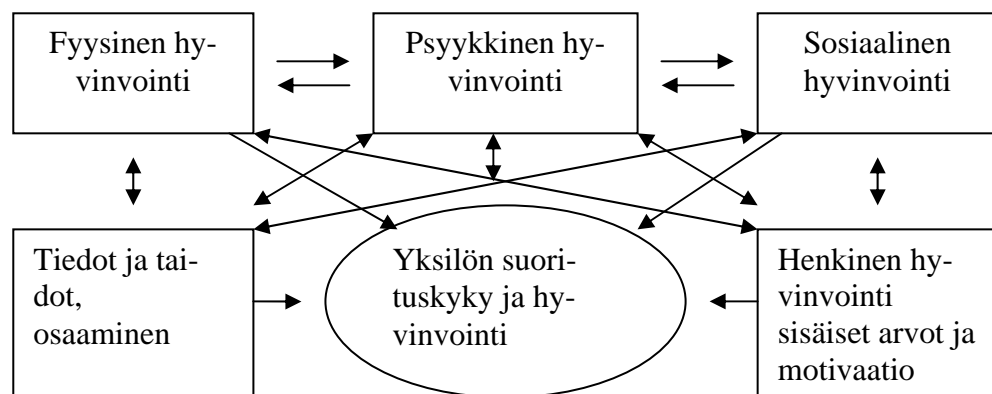 Fyysinen hy-
vinvointi
Psyykkinen hy-
vinvointi
Sosiaalinen
hyvinvointi
Tiedot ja tai-
dot,
osaaminen
Yksilön suori-
tuskyky ja hy-
vinvointi
Henkinen hy-
vinvointi
sisäiset arvot ja
motivaatio